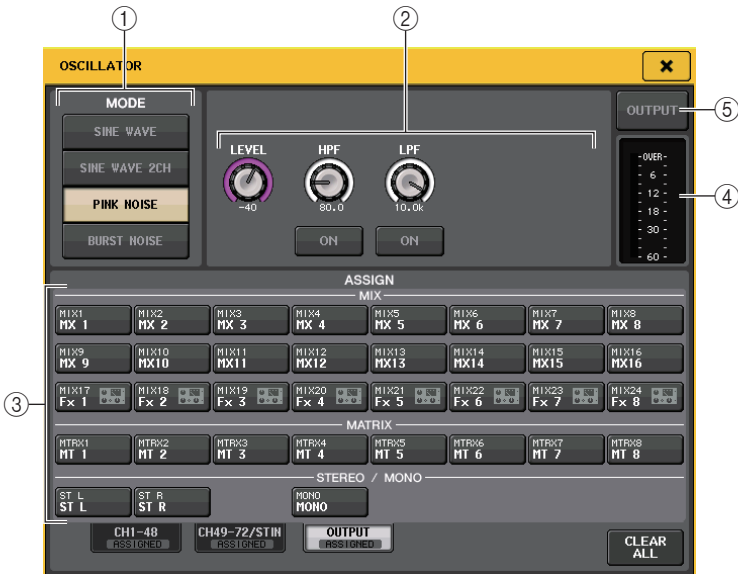 ① ②
OSCILLATOR
MODE
SINE WAVE
SINE WAVE 2CH
PINK NOISE
BURST NOISE
LEVEL HPF LPF
-40 80.0 10.0k
ON ON
OUTPUT ⑤
-OVER-
6
12
18
30
60
④
③
ASSIGN
MIX
MIX1 MIX2 MIX3 MIX4 MIX5 MIX6 MIX7 MIX8
MX 1 MX 2 MX 3 MX 4 MX 5 MX 6 MX 7 MX 8
MIX9 MIX10 MIX11 MIX12 MIX13 MIX14 MIX15 MIX16
MX 9 MX10 MX11 MX12 MX13 MX14 MX15 MX16
MIX17 MIX18 MIX19 MIX20 MIX21 MIX22 MIX23 MIX24
Fx 1 Fx 2 Fx 3 Fx 4 Fx 5 Fx 6 Fx 7 Fx 8
MATRIX
MTRX1 MTRX2 MTRX3 MTRX4 MTRX5 MTRX6 MTRX7 MTRX8
MT 1 MT 2 MT 3 MT 4 MT 5 MT 6 MT 7 MT 8
STEREO / MONO
ST L ST R MONO
ST L ST R MONO
CH1-48 CH49-72/STIN OUTPUT
ASSIGNED ASSIGNED ASSIGNED
CLEAR
ALL